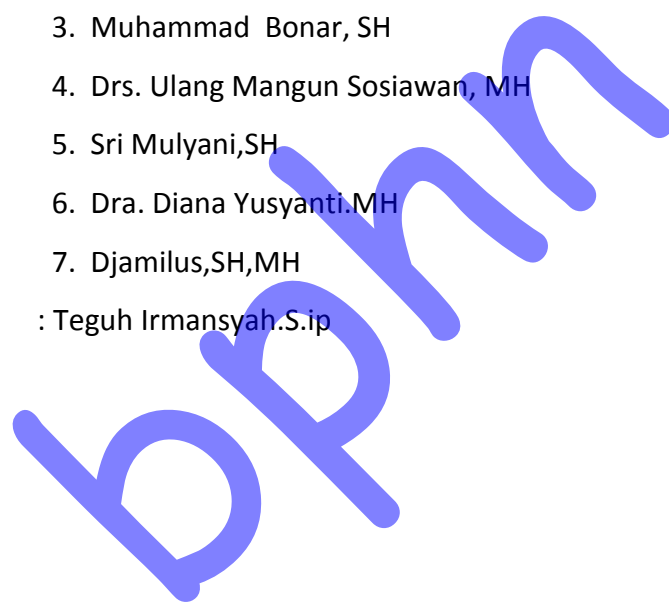 3. Muhammad Bonar, SH
4. Drs. Ulang Mangun Sosiawan, MH
5. Sri Mulyani,SH
6. Dra. Diana Yusyanti.MH
7. Djamilus,SH,MH
: Teguh Irmansyah.S.ip
bphn